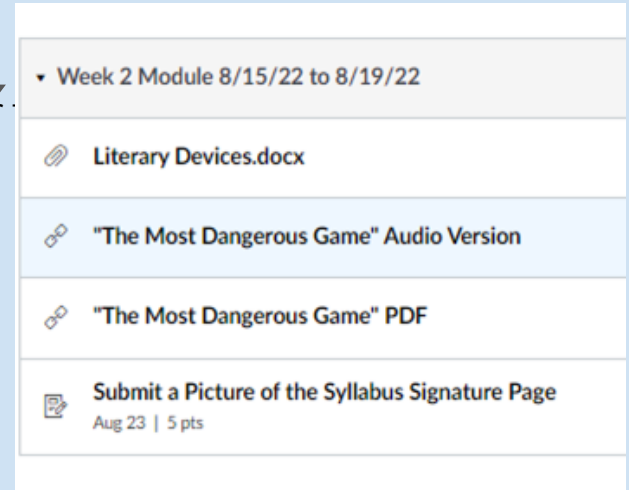 Week 2 Module 8/15/22 to 8/19/22
Literary Devices.docx
"The Most Dangerous Game" Audio Version
"The Most Dangerous Game" PDF
Submit a Picture of the Syllabus Signature Page
Aug 23 | 5 pts